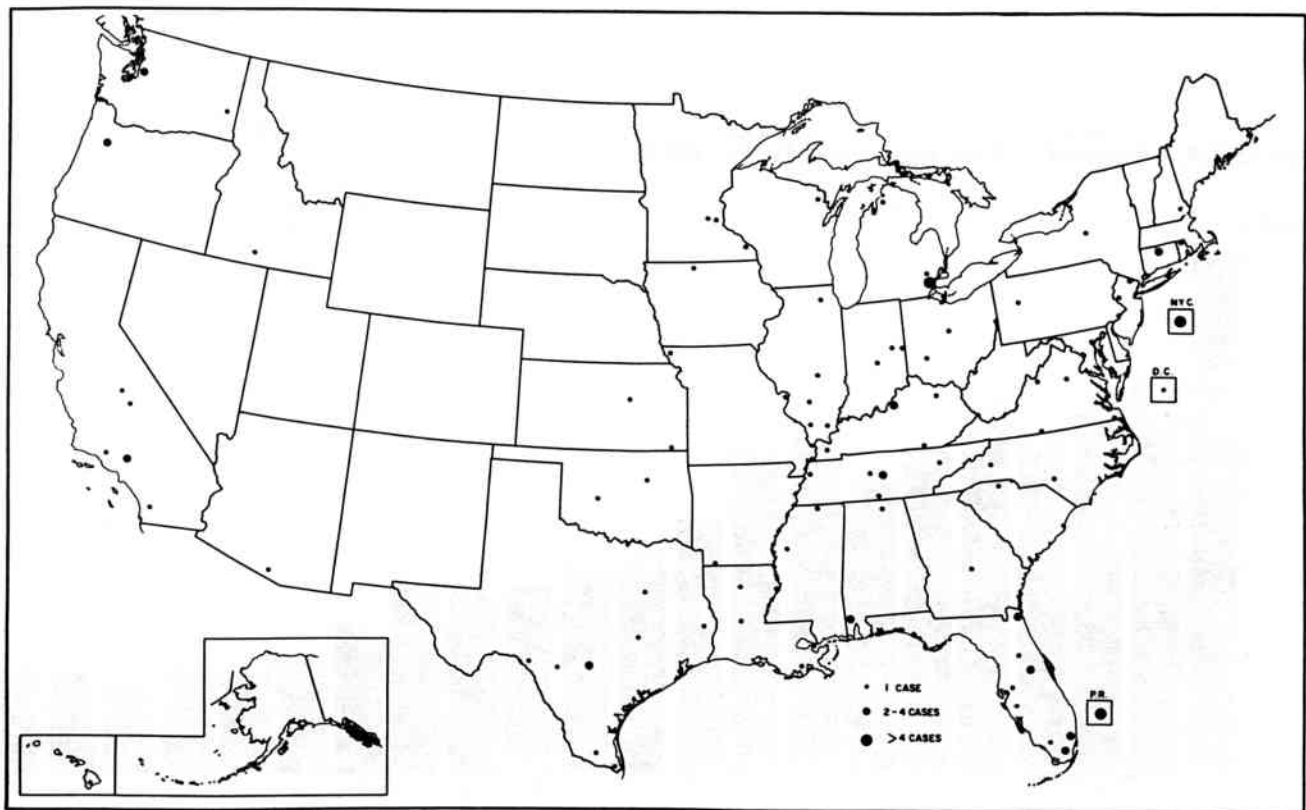 N.Y.C.
D.C.
• 1 CASE
• 2-4 CASES
● >4 CASES
P.R.